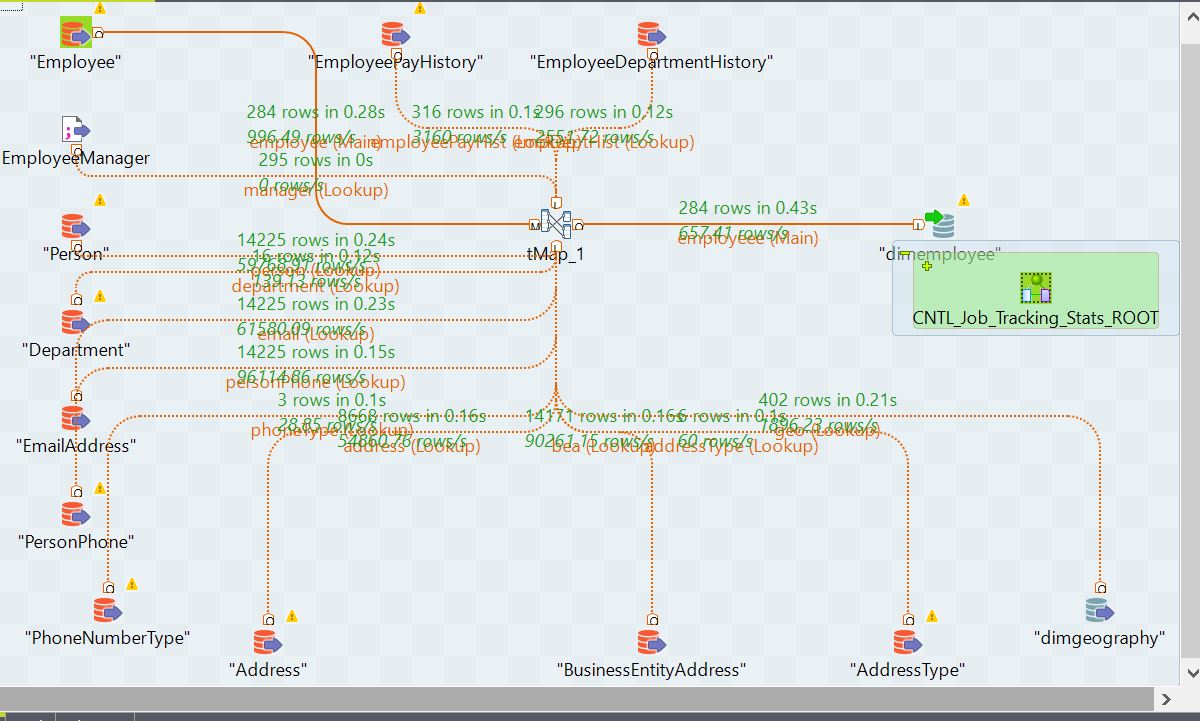 "Employee"
"EmployeePayHistory"
"EmployeeDepartmentHistory"
284 rows in 0.28s
996.49 rows/s
employee (Main)
316 rows in 0.1s
3160 rows/s
employeePayHist (Lookup)
296 rows in 0.12s
2551.72 rows/s
(Lookup)
EmployeeManager
295 rows in 0s
0 rows/s
manager (Lookup)
"Person"
tMap_1
284 rows in 0.43s
657.41 rows/s
employee (Main)
"dimemployee"
14225 rows in 0.24s
59768.91 rows/s
person (Lookup)
16 rows in 0.12s
139.13 rows/s
department (Lookup)
CNTL_Job_Tracking_Stats_ROOT
14225 rows in 0.23s
61580.09 rows/s
email (Lookup)
"Department"
14225 rows in 0.15s
96114.86 rows/s
personPhone (Lookup)
3 rows in 0.1s
28.85 rows/s
phoneType (Lookup)
8668 rows in 0.16s
54860.76 rows/s
address (Lookup)
14171 rows in 0.16s
90261.15 rows/s
bea (Lookup)
6 rows in 0.1s
60 rows/s
addressType (Lookup)
402 rows in 0.21s
1896.23 rows/s
geo (Lookup)
"EmailAddress"
"PersonPhone"
"PhoneNumberType"
"Address"
"BusinessEntityAddress"
"AddressType"
"dimgeography"